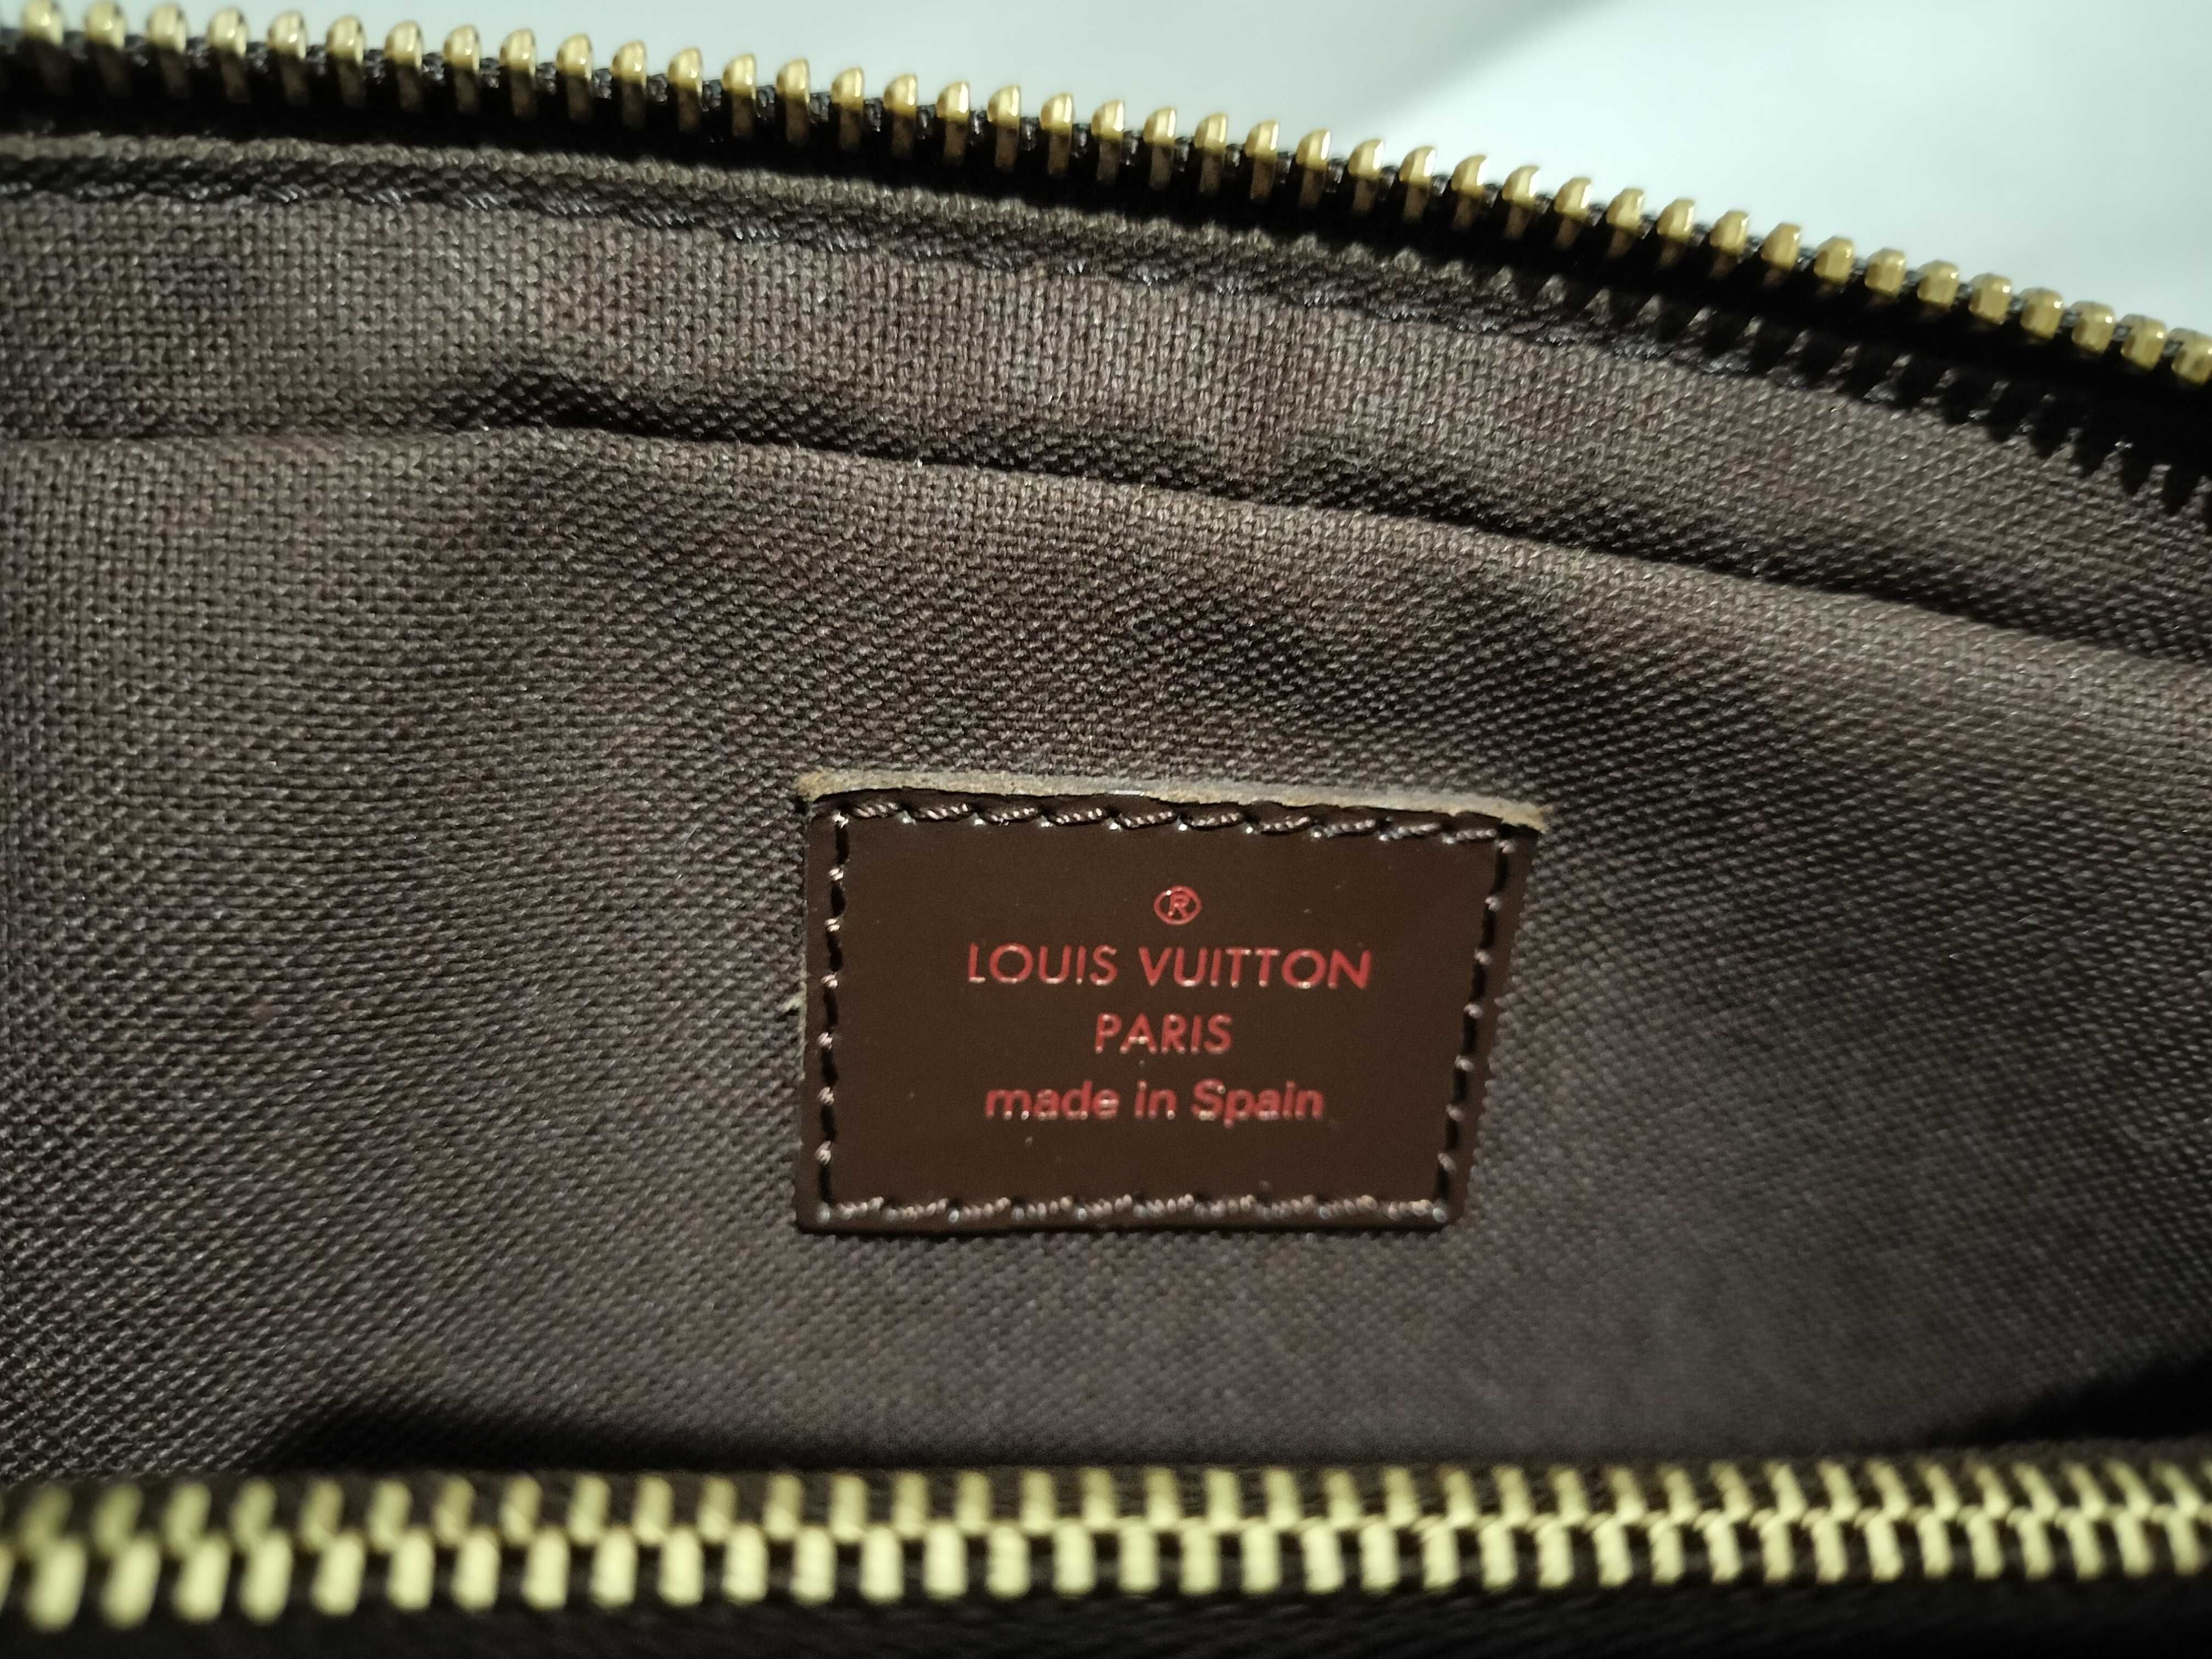 ®
LOUIS VUITTON
PARIS
made in Spain